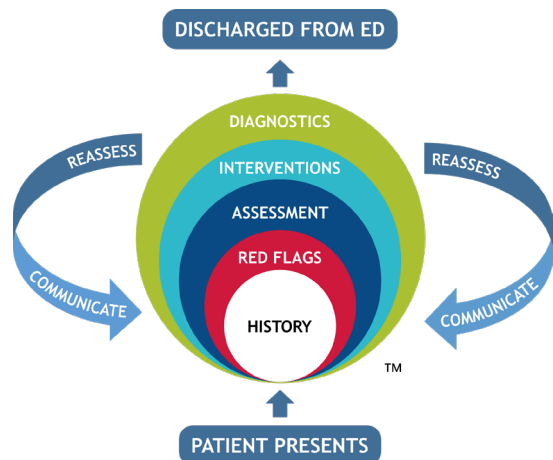 DISCHARGED FROM ED
DIAGNOSTICS
REASSESS
REASSESS
INTERVENTIONS
ASSESSMENT
RED FLAGS
COMMUNICATE
COMMUNICATE
HISTORY
TM
PATIENT PRESENTS